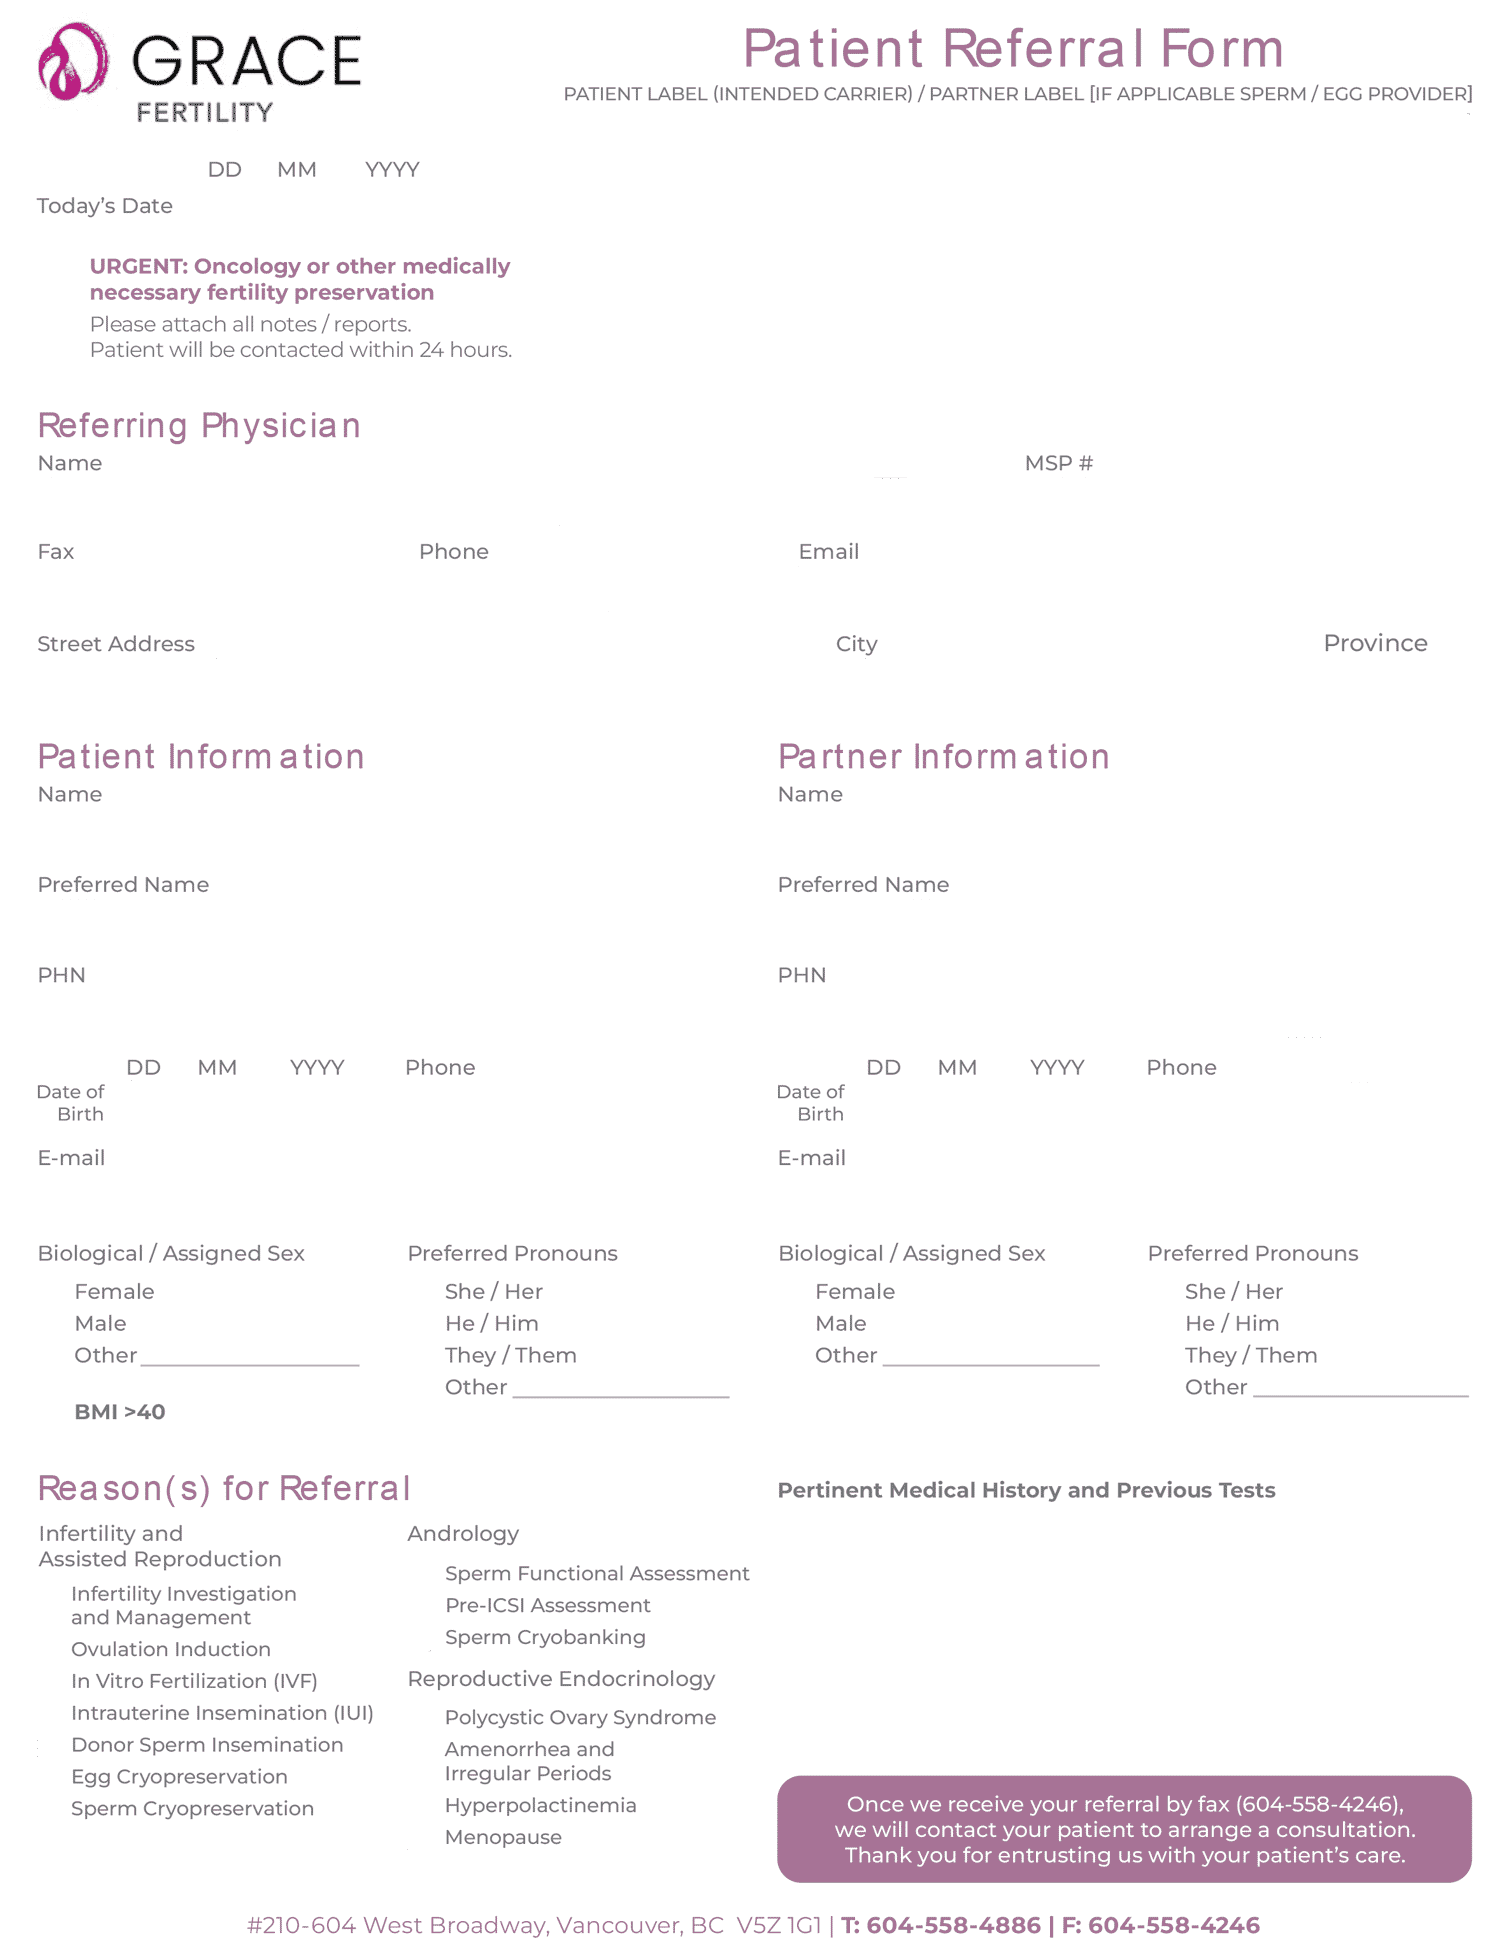 GRACE
FERTILITY
Patient Referral Form
PATIENT LABEL (INTENDED CARRIER) / PARTNER LABEL [IF APPLICABLE SPERM / EGG PROVIDER]
DD MM YYYY
Today's Date
URGENT: Oncology or other medically
necessary fertility preservation
Please attach all notes / reports.
Patient will be contacted within 24 hours.
Referring Physician
Name MSP #
Fax Phone Email
Street Address City Province
Patient Information
Name
Preferred Name
PHN
DD MM YYYY Phone
Date of
Birth
E-mail
Biological / Assigned Sex
Female
Male
Other
BMI >40
Preferred Pronouns
She / Her
He / Him
They / Them
Other
Partner Information
Name
Preferred Name
PHN
DD MM YYYY Phone
Date of
Birth
E-mail
Biological / Assigned Sex
Female
Male
Other
Preferred Pronouns
She / Her
He / Him
They / Them
Other
Reason(s) for Referral
Infertility and
Assisted Reproduction
Infertility Investigation
and Management
Ovulation Induction
In Vitro Fertilization (IVF)
Intrauterine Insemination (IUI)
Donor Sperm Insemination
Egg Cryopreservation
Sperm Cryopreservation
Andrology
Sperm Functional Assessment
Pre-ICSI Assessment
Sperm Cryobanking
Reproductive Endocrinology
Polycystic Ovary Syndrome
Amenorrhea and
Irregular Periods
Hyperpolactinemia
Menopause
Pertinent Medical History and Previous Tests
Once we receive your referral by fax (604-558-4246),
we will contact your patient to arrange a consultation.
Thank you for entrusting us with your patient's care.
#210-604 West Broadway, Vancouver, BC V5Z 1G1 | T: 604-558-4886 | F: 604-558-4246